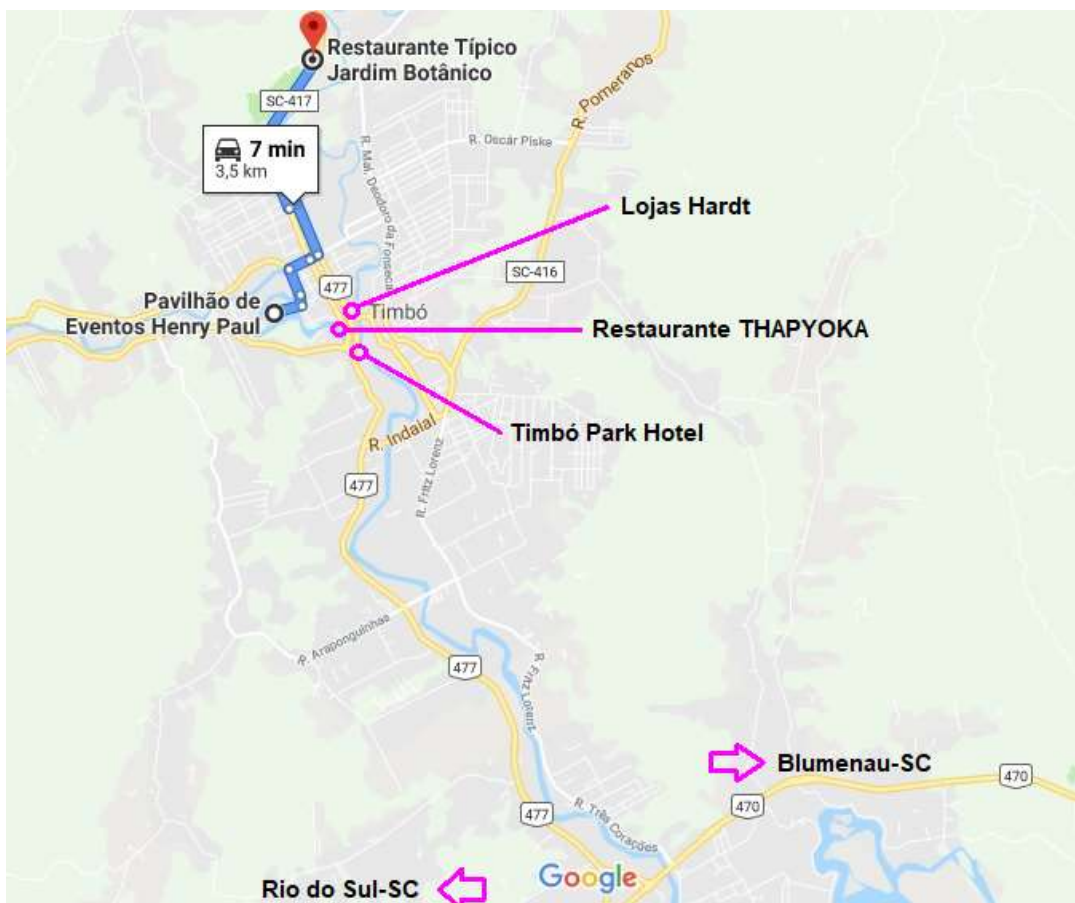 Restaurante Típico
Jardim Botânico
SC-417
R. Pomeranos
7 min
3,5 km
R. Oscár Piske
R. Mal. Deodoro da Fonseca
Lojas Hardt
SC-416
477
Pavilhão de
Eventos Henry Paul
Timbó
Restaurante THAPYOKA
Timbó Park Hotel
R. Indaial
R. Fritz Lorenz
477
R. Araponguinhas
477
R. Fritz Lorenz
Blumenau-SC
470
470
477
R. Três Corações
Google
Rio do Sul-SC